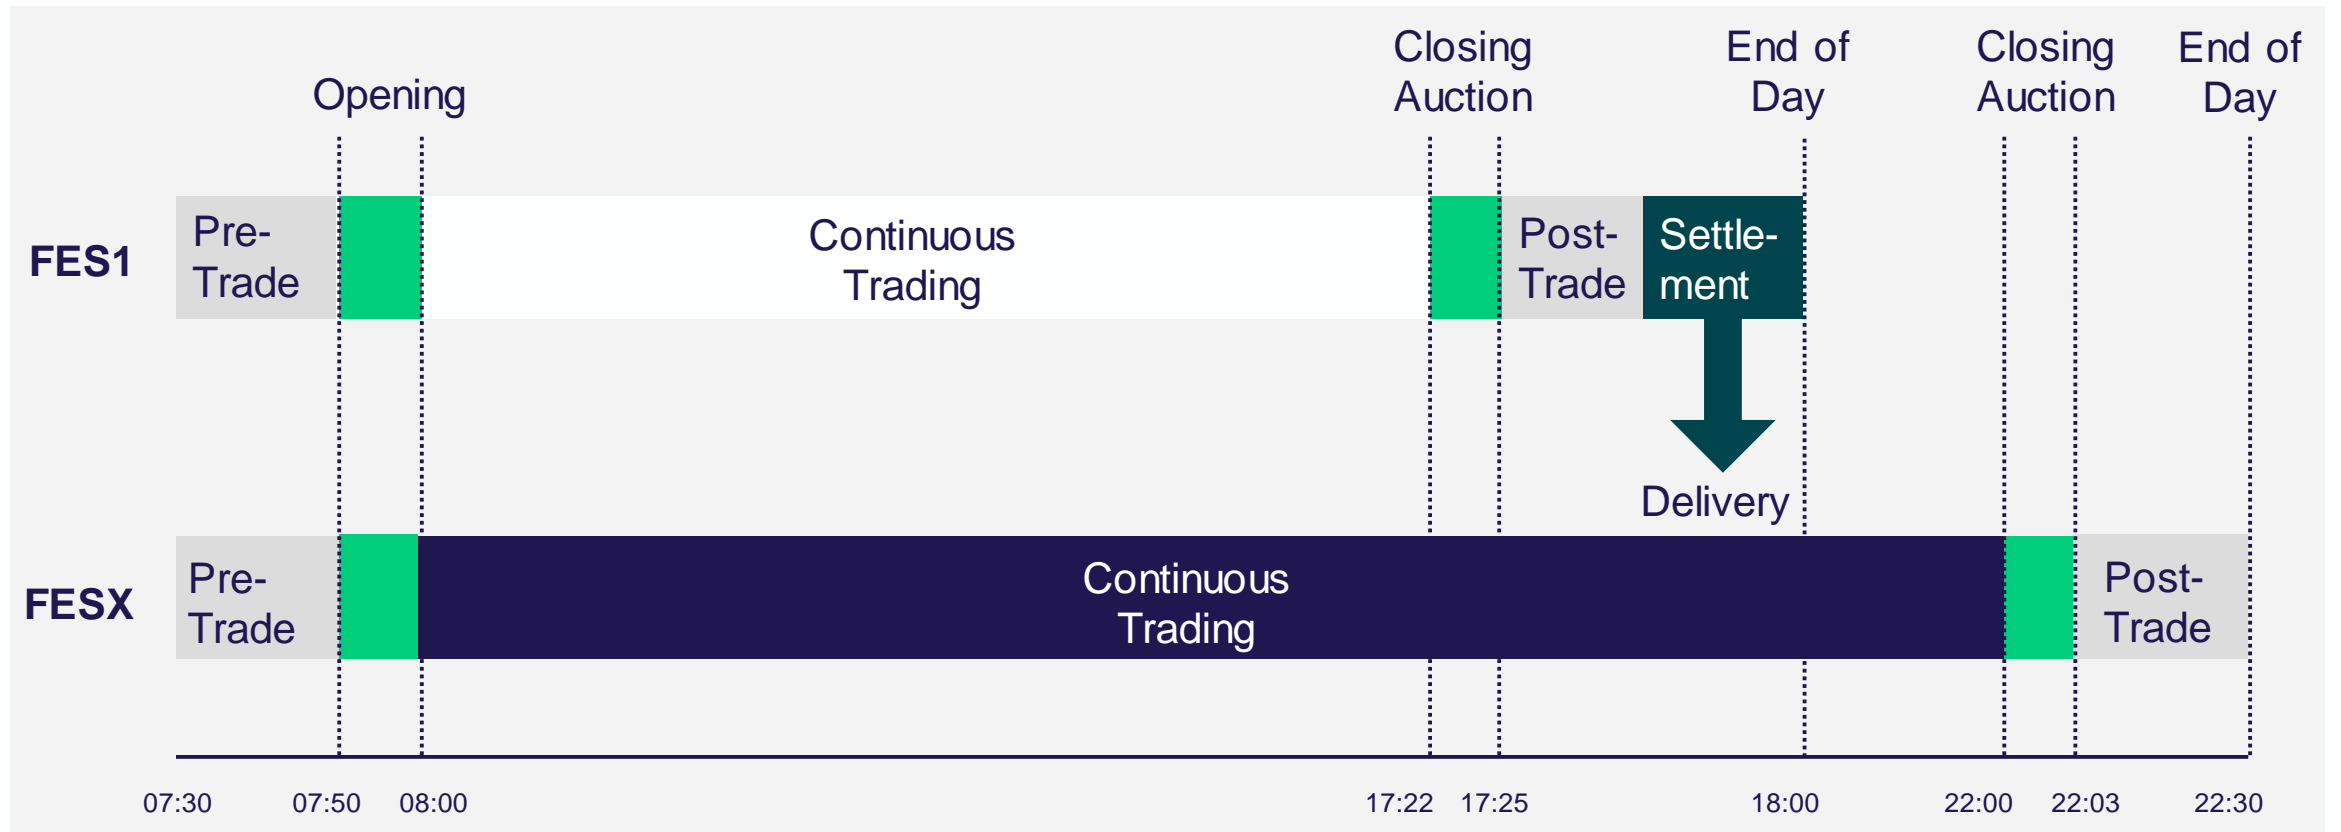 Opening
Closing
Auction
End of
Day
Closing
Auction
End of
Day
FES1
Pre-
Trade
Continuous
Trading
Post-
Trade
Settle-
ment
Delivery
FESX
Pre-
Trade
Continuous
Trading
Post-
Trade
07:30
07:50
08:00
17:22
17:25
18:00
22:00
22:03
22:30